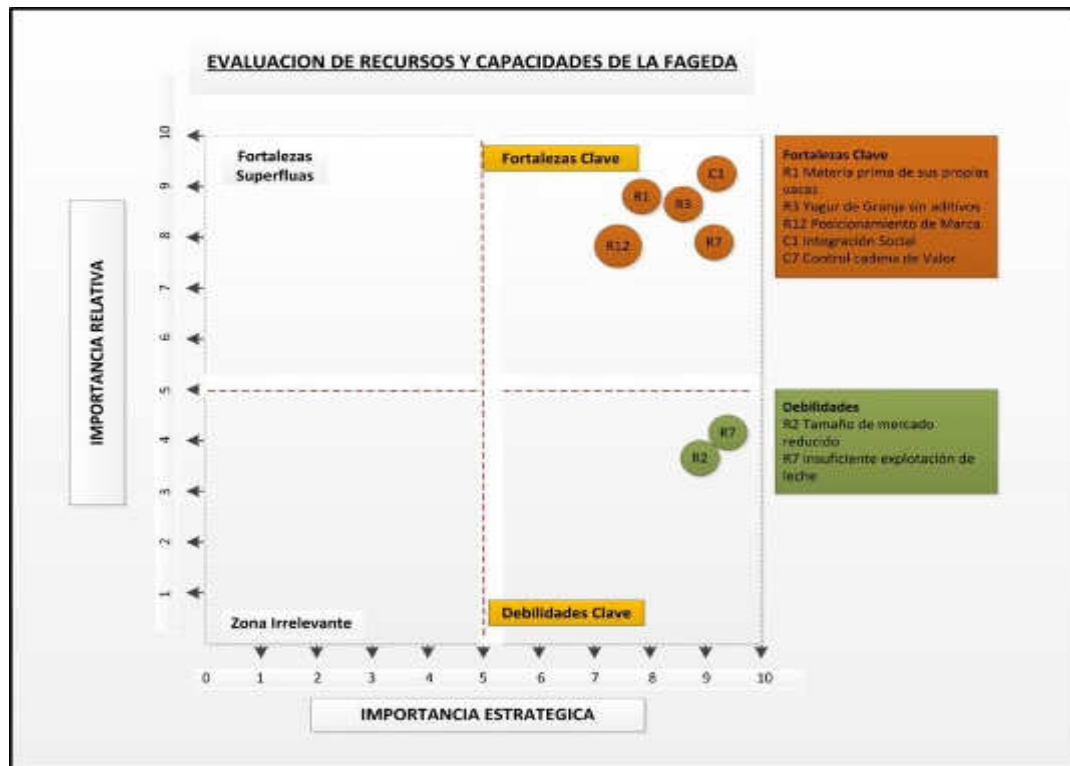 EVALUACION DE RECURSOS Y CAPACIDADES DE LA FAGEDA
IMPORTANCIA RELATIVA
10
9
8
7
6
5
4
3
2
1
Fortalezas
Superfluas
Fortalezas Clave
C1
R1
R3
R12
R7
Fortalezas Clave
R1 Materia prima de sus propias
vacas
R3 Yogur de Granja sin aditivos
R12 Posicionamiento de Marca
C1 Integración Social
C7 Control cadena de Valor
R7
R2
Debilidades
R2 Tamaño de mercado
reducido
R7 Insuficiente explotación de
leche
Zona Irrelevante
Debilidades Clave
0 1 2 3 4 5 6 7 8 9 10
IMPORTANCIA ESTRATEGICA